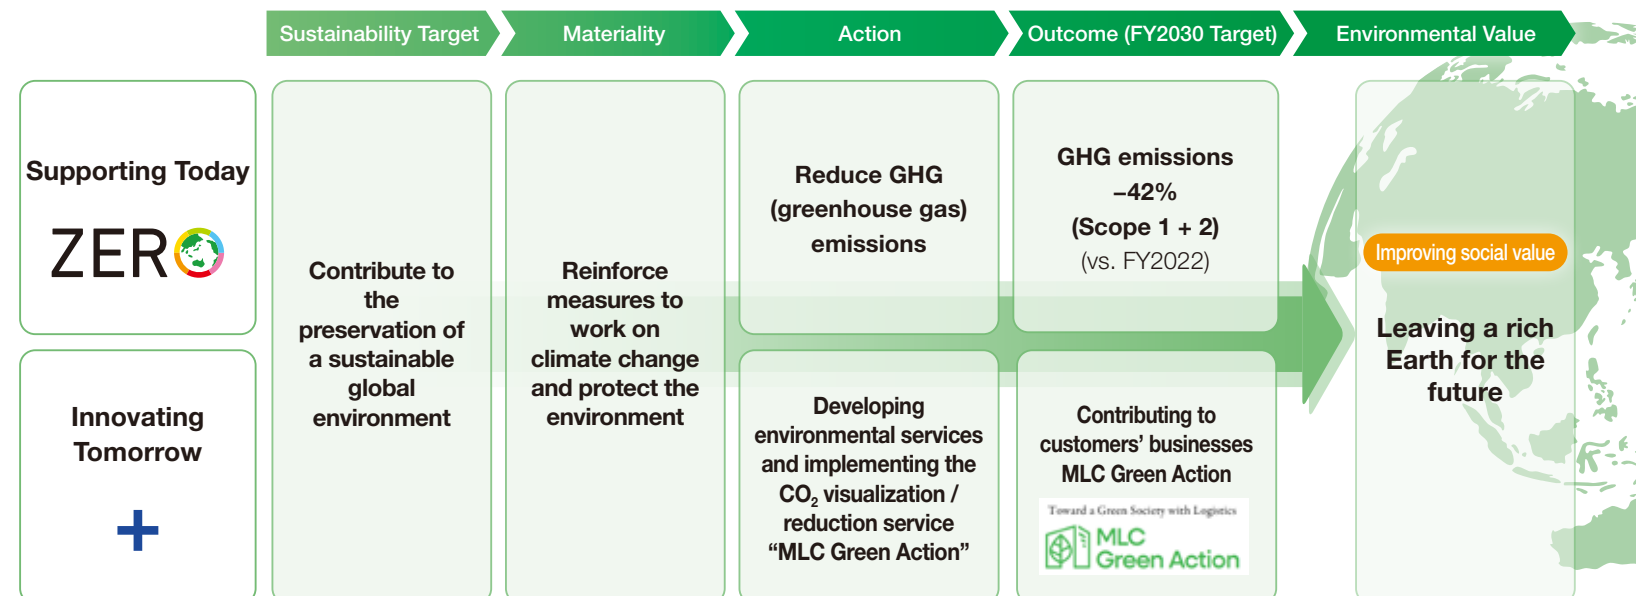 Sustainability Target
Materiality
Action
Outcome (FY2030 Target)
Environmental Value
Supporting Today
ZERO
Innovating
Tomorrow
+
Contribute to
the
preservation of
a sustainable
global
environment
Reinforce
measures to
work on
climate change
and protect the
environment
Reduce GHG
(greenhouse gas)
emissions
Developing
environmental services
and implementing the
CO₂ visualization /
reduction service
“MLC Green Action”
GHG emissions
–42%
(Scope 1 + 2)
(vs. FY2022)
Contributing to
customers’ businesses
MLC Green Action
Toward a Green Society with Logistics
MLC
Green Action
Improving social value
Leaving a rich
Earth for the
future